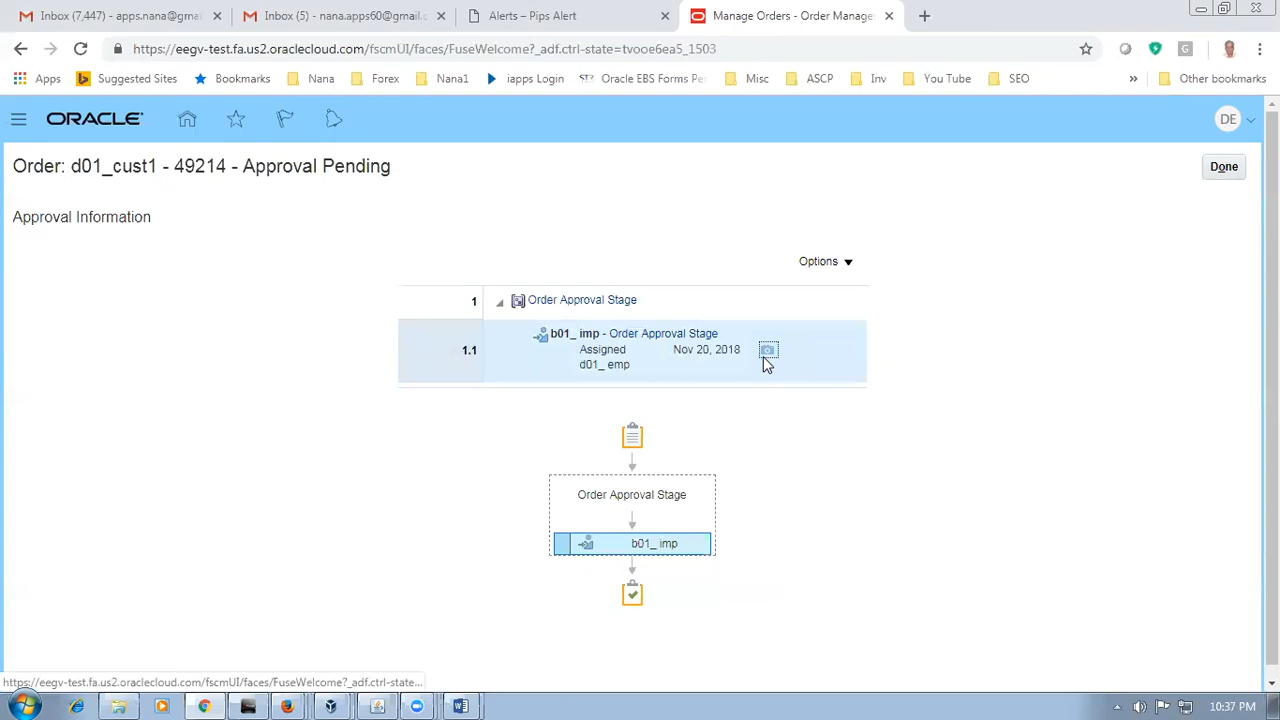 Inbox (7,447) - apps.nana@gmai
Inbox (5) - nana.apps60@gmail.c
Alerts – Pips Alert
Manage Orders - Order Manage
https://eegv-test.fa.us2.oraclecloud.com/fscmUI/faces/FuseWelcome?_adf.ctrl-state=tvooe6ea5_1503
Apps
Suggested Sites
Bookmarks
Nana
Forex
Nana1
iapps Login
Oracle EBS Forms Pe
Misc
ASCP
Inv
You Tube
SEO
Other bookmarks
ORACLE
DE
Order: d01_cust1 - 49214 - Approval Pending
Done
Approval Information
Options
1 Order Approval Stage
b01_ imp - Order Approval Stage
1.1 Assigned Nov 20, 2018
d01_ emp
Order Approval Stage
b01_ imp
https://eegv-test.fa.us2.oraclecloud.com/fscmUI/faces/FuseWelcome?_adf.ctrl-state...
10:37 PM